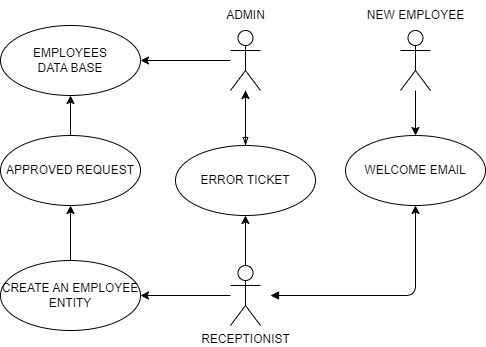 ADMIN
NEW EMPLOYEE
EMPLOYEES
DATA BASE
APPROVED REQUEST
ERROR TICKET
WELCOME EMAIL
CREATE AN EMPLOYEE
ENTITY
RECEPTIONIST